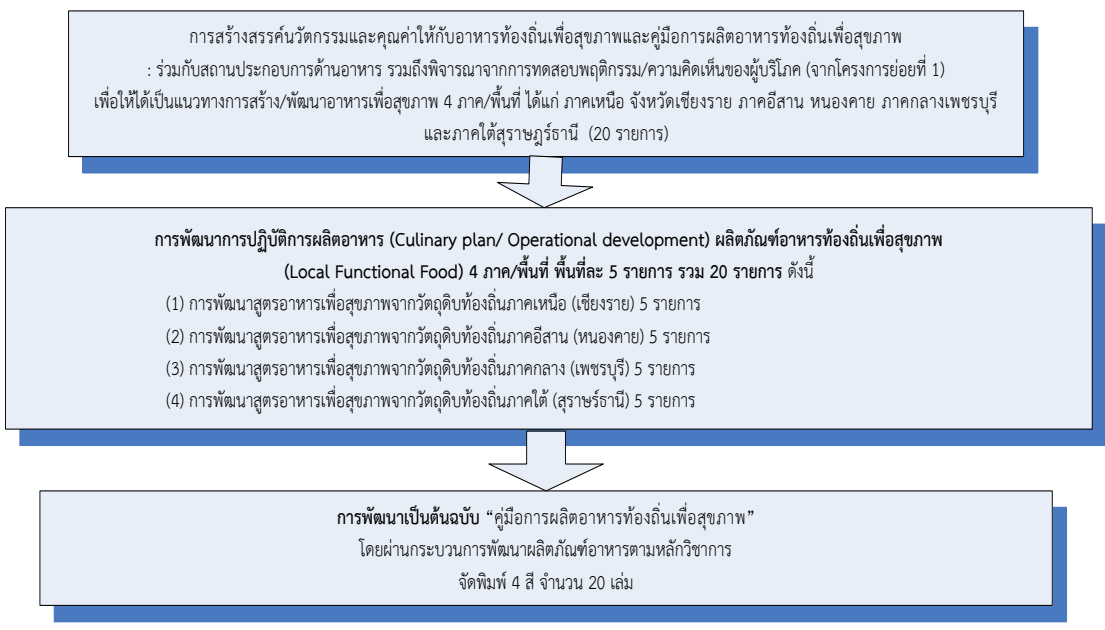 การสร้างสรรค์นวัตกรรมและคุณค่าให้กับอาหารท้องถิ่นเพื่อสุขภาพและคู่มือการผลิตอาหารท้องถิ่นเพื่อสุขภาพ
: ร่วมกับสถานประกอบการด้านอาหาร รวมถึงพิจารณาจากการทดสอบพฤติกรรม/ความคิดเห็นของผู้บริโภค (จากโครงการย่อยที่ 1)
เพื่อให้ได้เป็นแนวทางการสร้าง/พัฒนาอาหารเพื่อสุขภาพ 4 ภาค/พื้นที่ ได้แก่ ภาคเหนือ จังหวัดเชียงราย ภาคอีสาน หนองคาย ภาคกลางเพชรบุรี
และภาคใต้สุราษฎร์ธานี (20 รายการ)
การพัฒนาการปฏิบัติการผลิตอาหาร (Culinary plan/ Operational development) ผลิตภัณฑ์อาหารท้องถิ่นเพื่อสุขภาพ
(Local Functional Food) 4 ภาค/พื้นที่ พื้นที่ละ 5 รายการ รวม 20 รายการ ดังนี้
(1) การพัฒนาสูตรอาหารเพื่อสุขภาพจากวัตถุดิบท้องถิ่นภาคเหนือ (เชียงราย) 5 รายการ
(2) การพัฒนาสูตรอาหารเพื่อสุขภาพจากวัตถุดิบท้องถิ่นภาคอีสาน (หนองคาย) 5 รายการ
(3) การพัฒนาสูตรอาหารเพื่อสุขภาพจากวัตถุดิบท้องถิ่นภาคกลาง (เพชรบุรี) 5 รายการ
(4) การพัฒนาสูตรอาหารเพื่อสุขภาพจากวัตถุดิบท้องถิ่นภาคใต้ (สุราษร์ธานี) 5 รายการ
การพัฒนาเป็นต้นฉบับ “คู่มือการผลิตอาหารท้องถิ่นเพื่อสุขภาพ”
โดยผ่านกระบวนการพัฒนาผลิตภัณฑ์อาหารตามหลักวิชาการ
จัดพิมพ์ 4 สี จำนวน 20 เล่ม